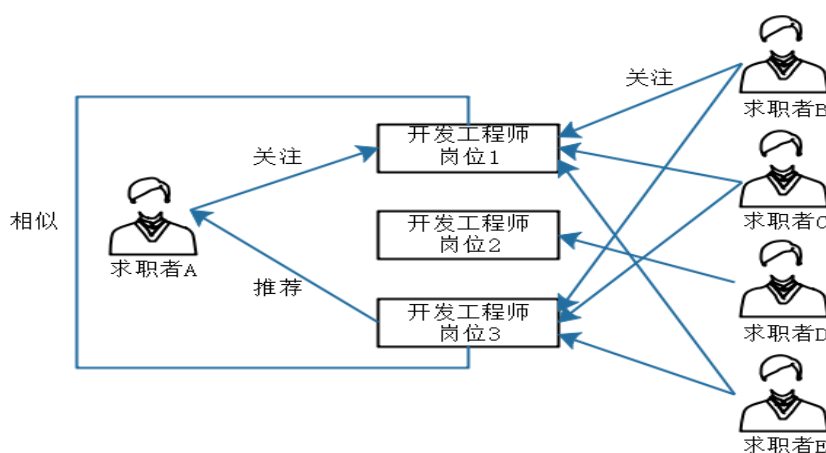 关注
求职者B
开发工程师
岗位1
关注
求职者C
相似
求职者A
开发工程师
岗位2
推荐
求职者D
开发工程师
岗位3
求职者E